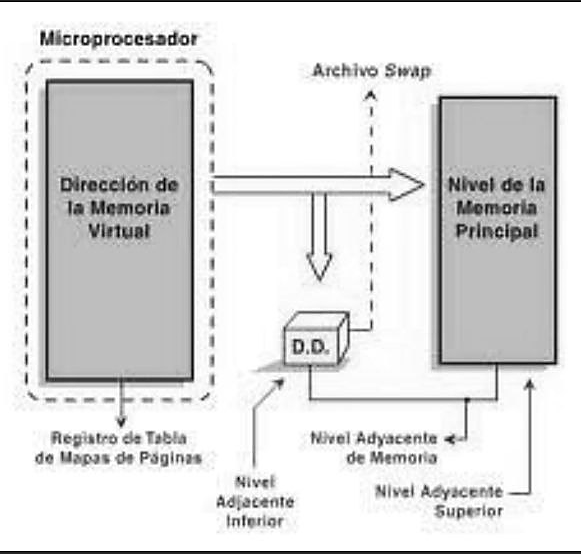 Microprocesador
Archivo Swap
Dirección de
la Memoria
Virtual
Nivel de la
Memoria
Principal
D.D.
Registro de Tabla
de Mapas de Páginas
Nivel Adyacente
de Memoria
Nivel
Adjacente
Inferior
Nivel Adyacente
Superior